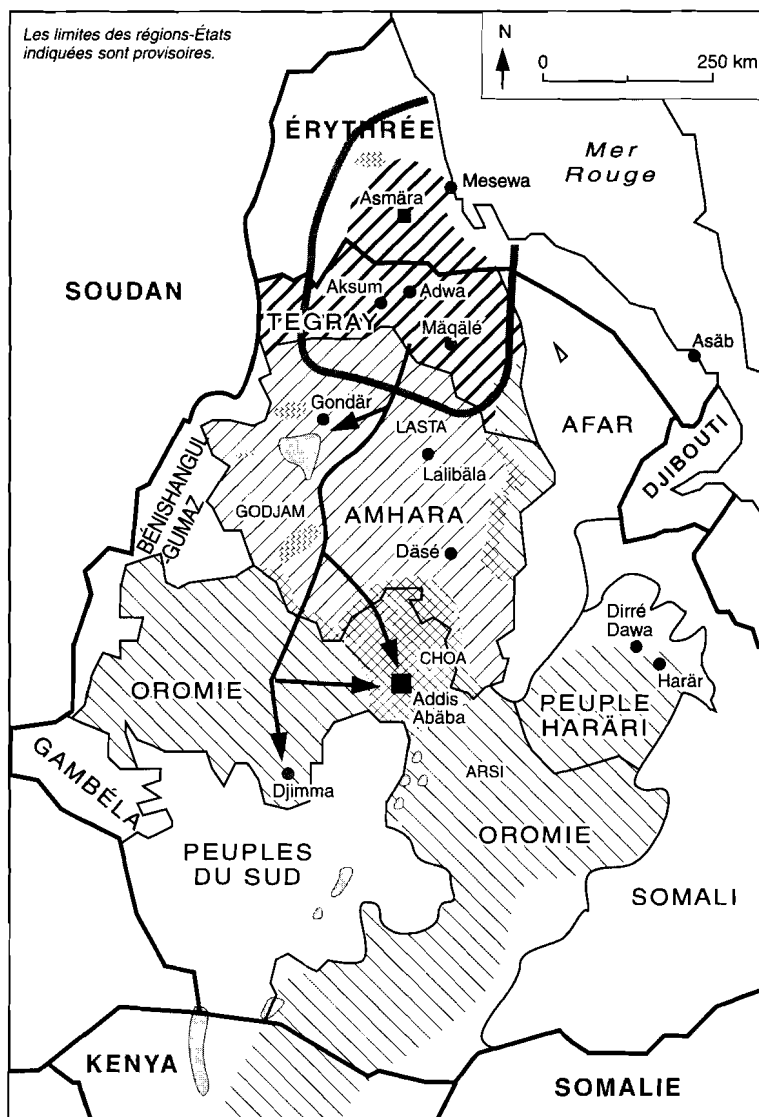 Les limites des régions-États
indiquées sont provisoires.
N
0 250 km
ÉRYTHRÉE
Mer
Rouge
Mesewa
Asmära
SOUDAN
Aksum
Adwa
TEGRAY
Mäqälé
Asäb
Gondär
LASTA
AFAR
Lalibäla
DJIBOUTI
BÉNISHANGUL
-GUMAZ
GODJAM
AMHARA
Däsé
Dirré
Dawa
CHOA
Harär
OROMIE
Addis
Abäba
PEUPLE
HARÄRI
GAMBÉLA
Djimma
ARSI
OROMIE
PEUPLES
DU SUD
SOMALI
KENYA
SOMALIE